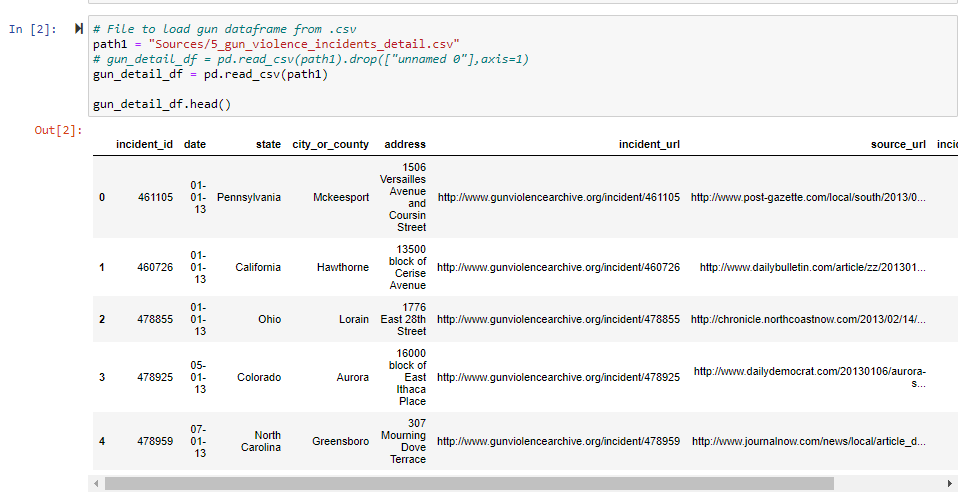 In [2]:
# File to load gun dataframe from .csv
path1 = "Sources/5_gun_violence_incidents_detail.csv"
# gun_detail_df = pd.read_csv(path1).drop(["unnamed 0"],axis=1)
gun_detail_df = pd.read_csv(path1)
gun_detail_df.head()
Out[2]:
incident_id date state city_or_county address incident_url source_url incid
0 461105 01-01-13 Pennsylvania Mckeesport 1506 Versailles Avenue and Coursin Street http://www.gunviolencearchive.org/incident/461105 http://www.post-gazette.com/local/south/2013/0...
1 460726 01-01-13 California Hawthorne 13500 block of Cerise Avenue http://www.gunviolencearchive.org/incident/460726 http://www.dailybulletin.com/article/zz/201301...
2 478855 01-01-13 Ohio Lorain 1776 East 28th Street http://www.gunviolencearchive.org/incident/478855 http://chronicle.northcoastnow.com/2013/02/14/...
3 478925 05-01-13 Colorado Aurora 16000 block of East Ithaca Place http://www.gunviolencearchive.org/incident/478925 http://www.dailydemocrat.com/20130106/aurora-s...
4 478959 07-01-13 North Carolina Greensboro 307 Mourning Dove Terrace http://www.gunviolencearchive.org/incident/478959 http://www.journalnow.com/news/local/article_d...